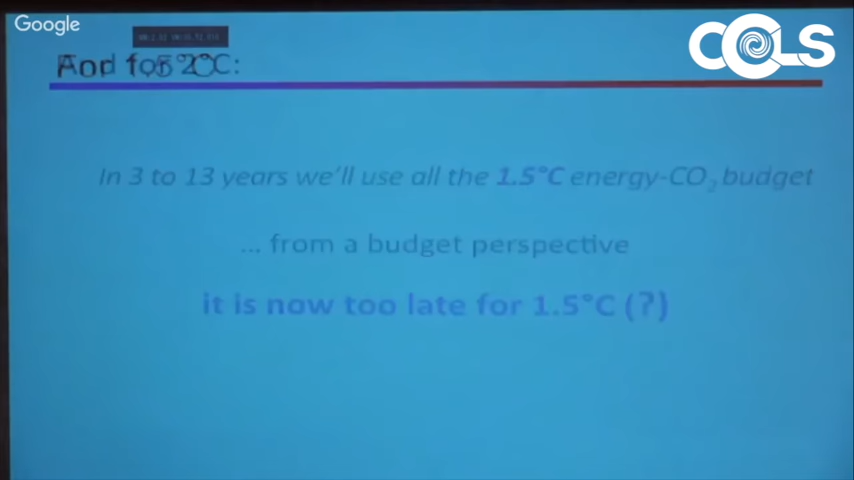 Google
CCLS
In 3 to 13 years we'll use all the 1.5°C energy-CO₂ budget
... from a budget perspective
it is now too late for 1.5°C (?)